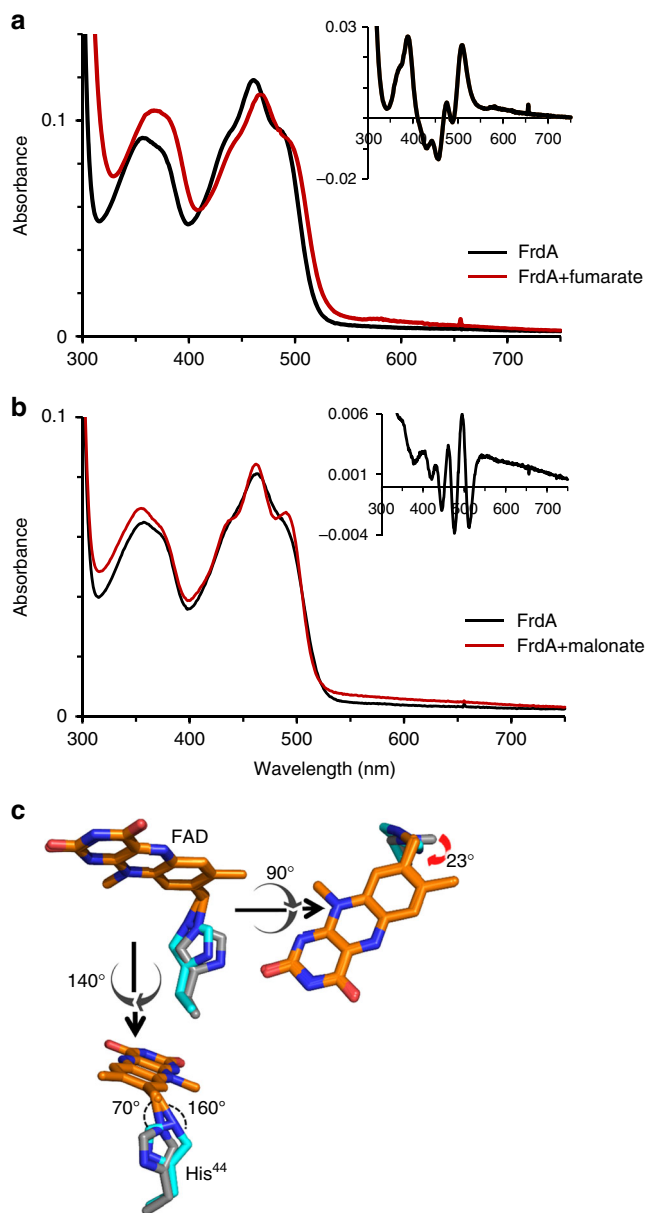 a
Absorbance
0.1
0
300 400 500 600 700
0.03
300 400 500 600 700
−0.02
FrdA
FrdA+fumarate
b
Absorbance
0.1
0
300 400 500 600 700
Wavelength (nm)
0.006
0.001
300 400 500 600 700
−0.004
FrdA
FrdA+malonate
c
FAD
90°
23°
140°
70° 160°
His44